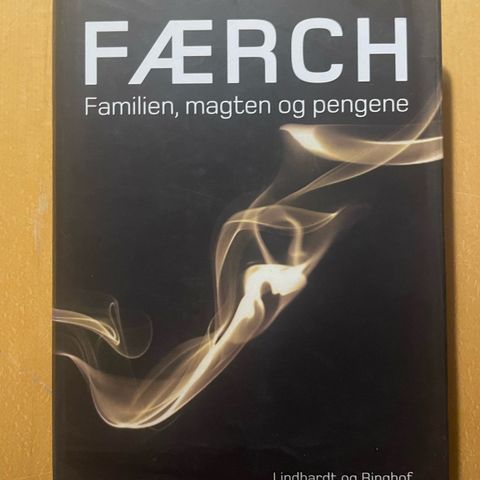 FÆRCH
Familien, magten og pengene
Lindhardt og Ringhof